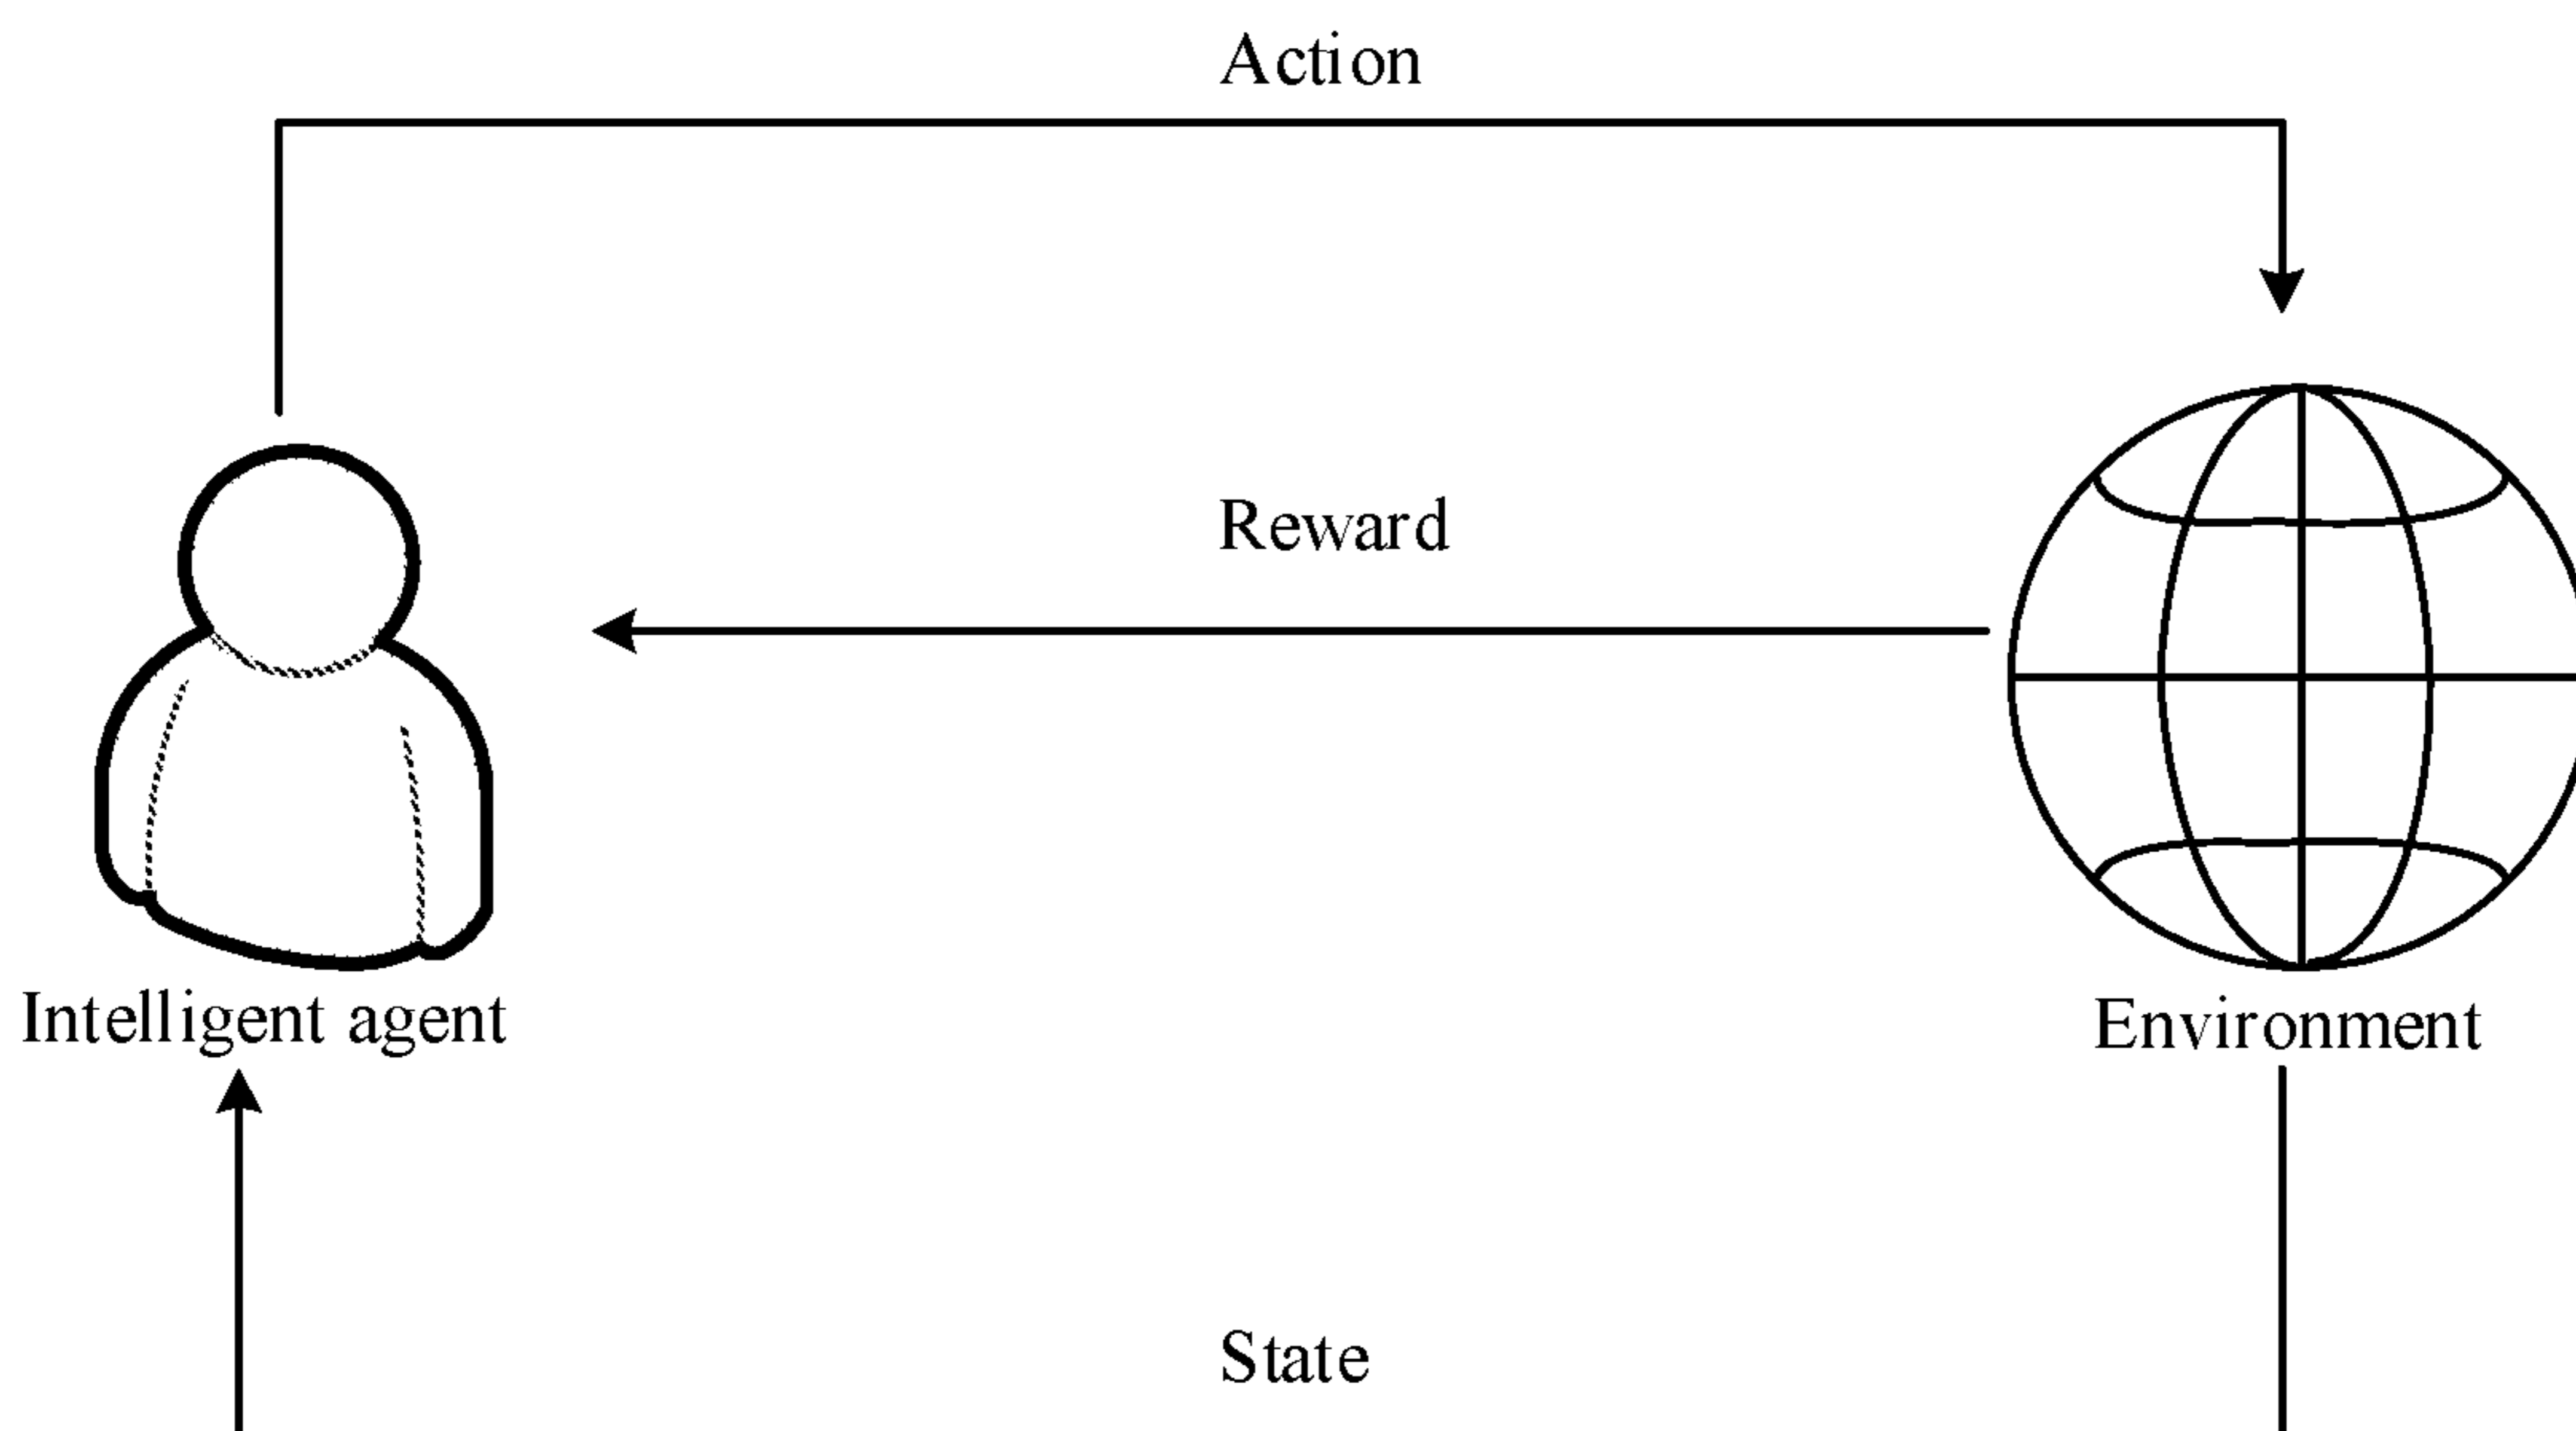 Action
Reward
Intelligent agent
Environment
State